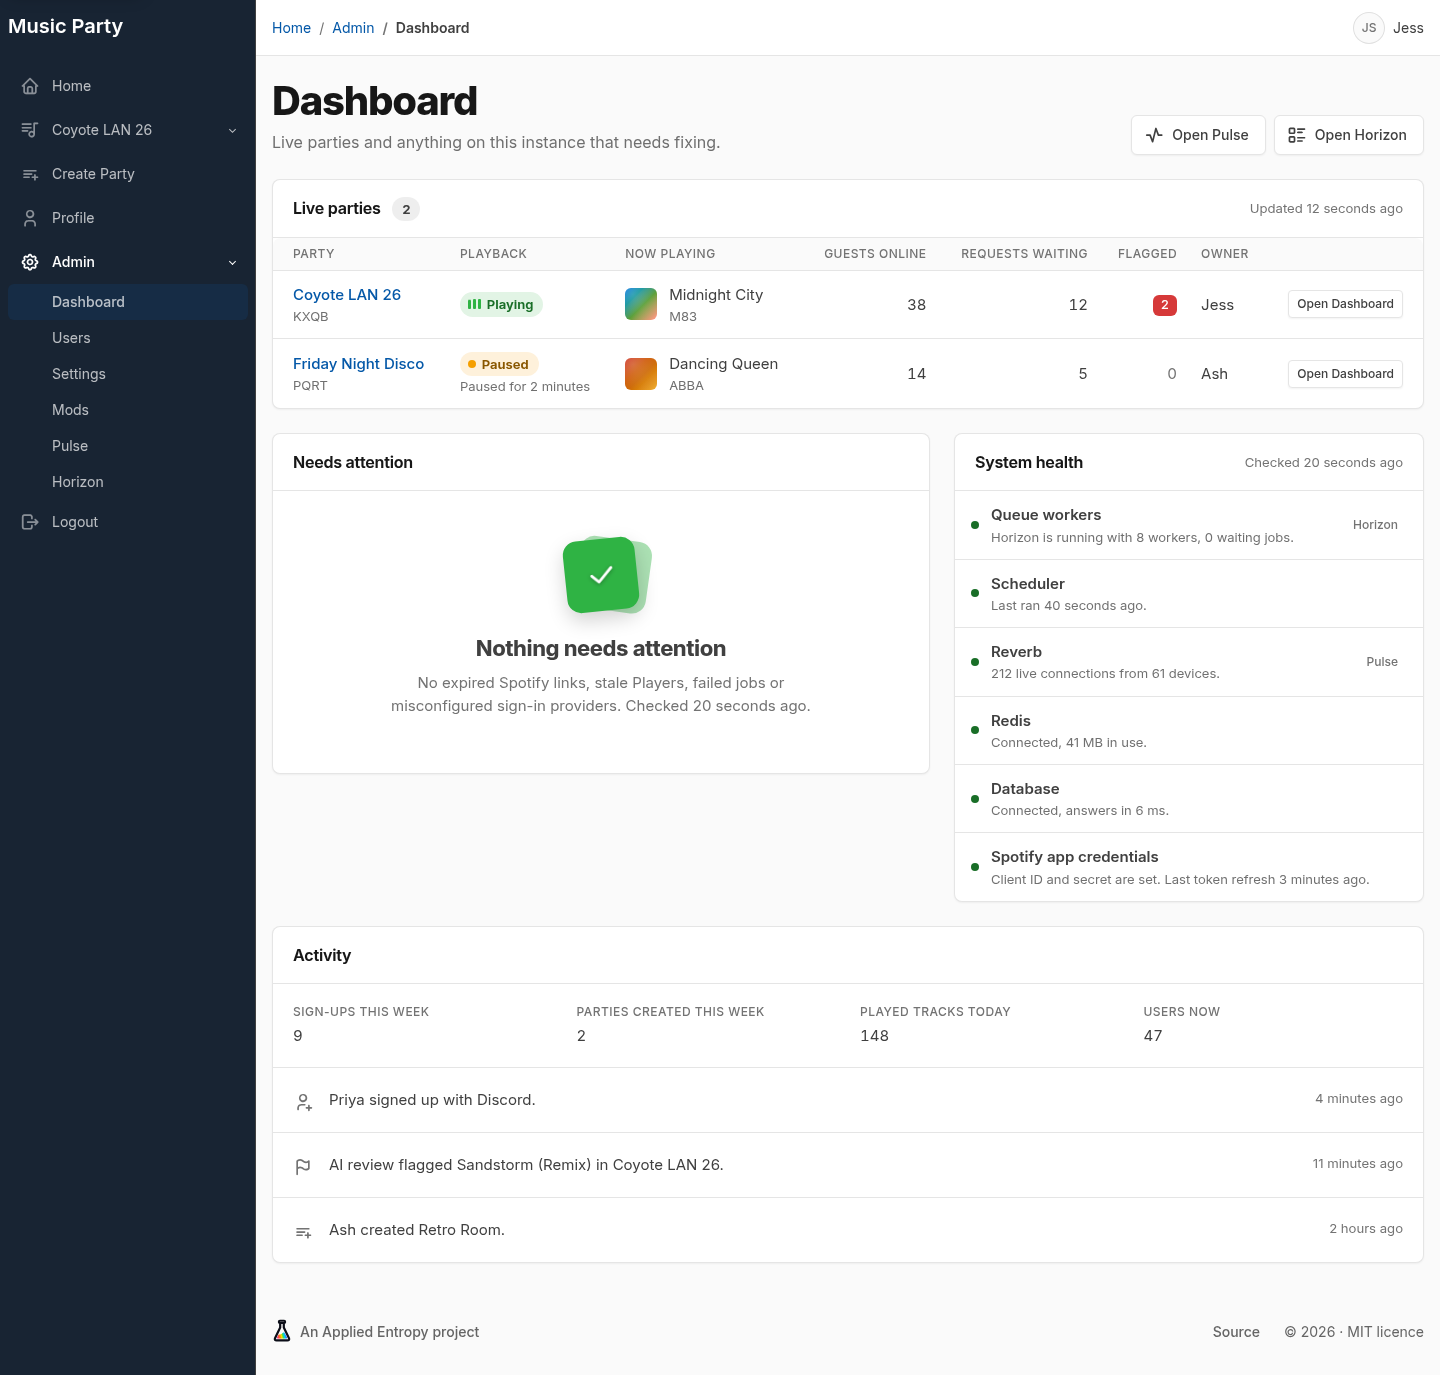 Music Party
Home
Coyote LAN 26
Create Party
Profile
Admin
Dashboard
Users
Settings
Mods
Pulse
Horizon
Logout
Home / Admin / Dashboard
JS Jess
Dashboard
Live parties and anything on this instance that needs fixing.
Open Pulse
Open Horizon
Live parties 2
Updated 12 seconds ago
PARTY PLAYBACK NOW PLAYING GUESTS ONLINE REQUESTS WAITING FLAGGED OWNER
Coyote LAN 26
KXQB
Playing
Midnight City
M83
38
12
2
Jess
Open Dashboard
Friday Night Disco
PQRT
Paused
Paused for 2 minutes
Dancing Queen
ABBA
14
5
0
Ash
Open Dashboard
Needs attention
Nothing needs attention
No expired Spotify links, stale Players, failed jobs or
misconfigured sign-in providers. Checked 20 seconds ago.
System health
Checked 20 seconds ago
Queue workers
Horizon is running with 8 workers, 0 waiting jobs.
Horizon
Scheduler
Last ran 40 seconds ago.
Reverb
212 live connections from 61 devices.
Pulse
Redis
Connected, 41 MB in use.
Database
Connected, answers in 6 ms.
Spotify app credentials
Client ID and secret are set. Last token refresh 3 minutes ago.
Activity
SIGN-UPS THIS WEEK
9
PARTIES CREATED THIS WEEK
2
PLAYED TRACKS TODAY
148
USERS NOW
47
Priya signed up with Discord.
4 minutes ago
AI review flagged Sandstorm (Remix) in Coyote LAN 26.
11 minutes ago
Ash created Retro Room.
2 hours ago
An Applied Entropy project
Source
© 2026 · MIT licence